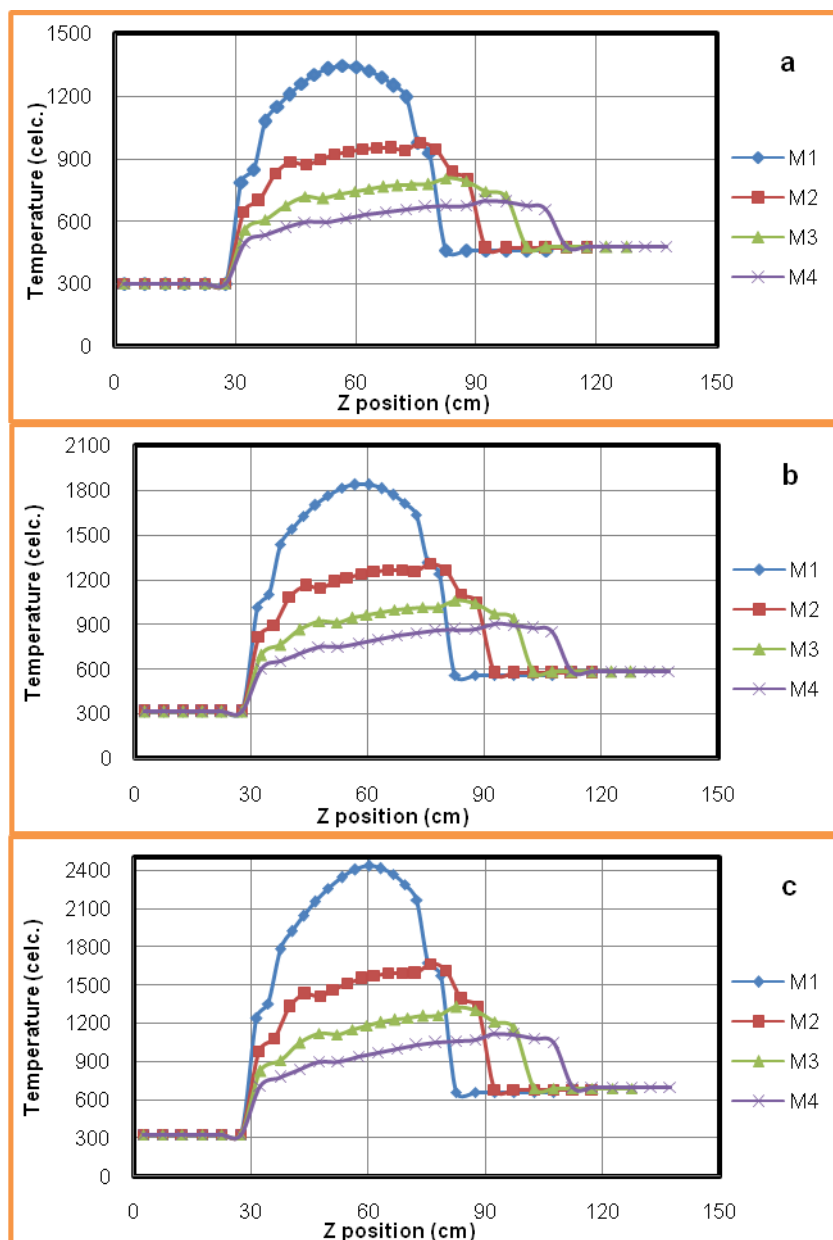 a
1500
1200
900
600
300
0
Temperature (celc.)
0 30 60 90 120 150
Z position (cm)
M1
M2
M3
M4
b
2100
1800
1500
1200
900
600
300
0
Temperature (celc.)
0 30 60 90 120 150
Z position (cm)
M1
M2
M3
M4
c
2400
2100
1800
1500
1200
900
600
300
0
Temperature (celc.)
0 30 60 90 120 150
Z position (cm)
M1
M2
M3
M4